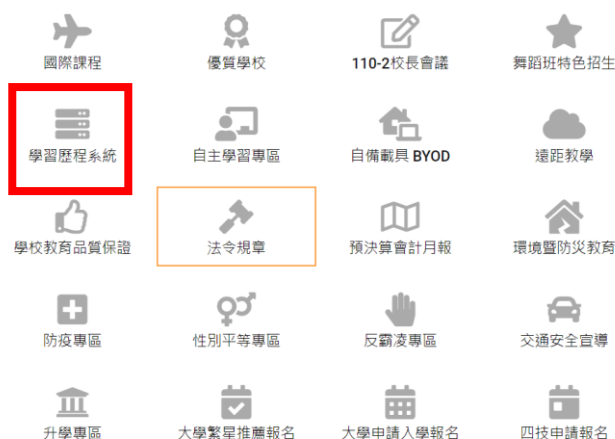 國際課程
優質學校
110-2校長會議
舞蹈班特色招生
學習歷程系統
自主學習專區
自備載具 BYOD
遠距教學
學校教育品質保證
法令規章
預決算會計月報
環境暨防災教育
防疫專區
性別平等專區
反霸凌專區
交通安全宣導
升學專區
大學繁星推薦報名
大學申請入學報名
四技申請報名